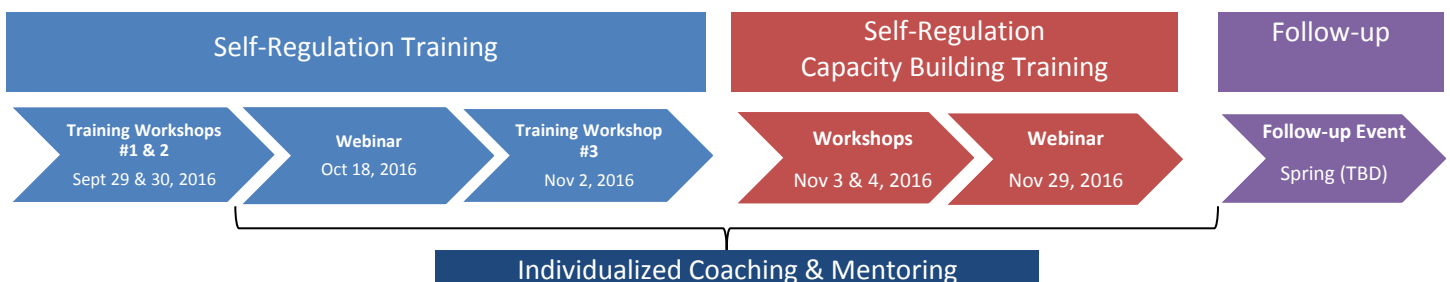 Self-Regulation Training
Self-Regulation
Capacity Building Training
Follow-up
Training Workshops
#1 & 2
Sept 29 & 30, 2016
Webinar
Oct 18, 2016
Training Workshop
#3
Nov 2, 2016
Workshops
Nov 3 & 4, 2016
Webinar
Nov 29, 2016
Follow-up Event
Spring (TBD)
Individualized Coaching & Mentoring